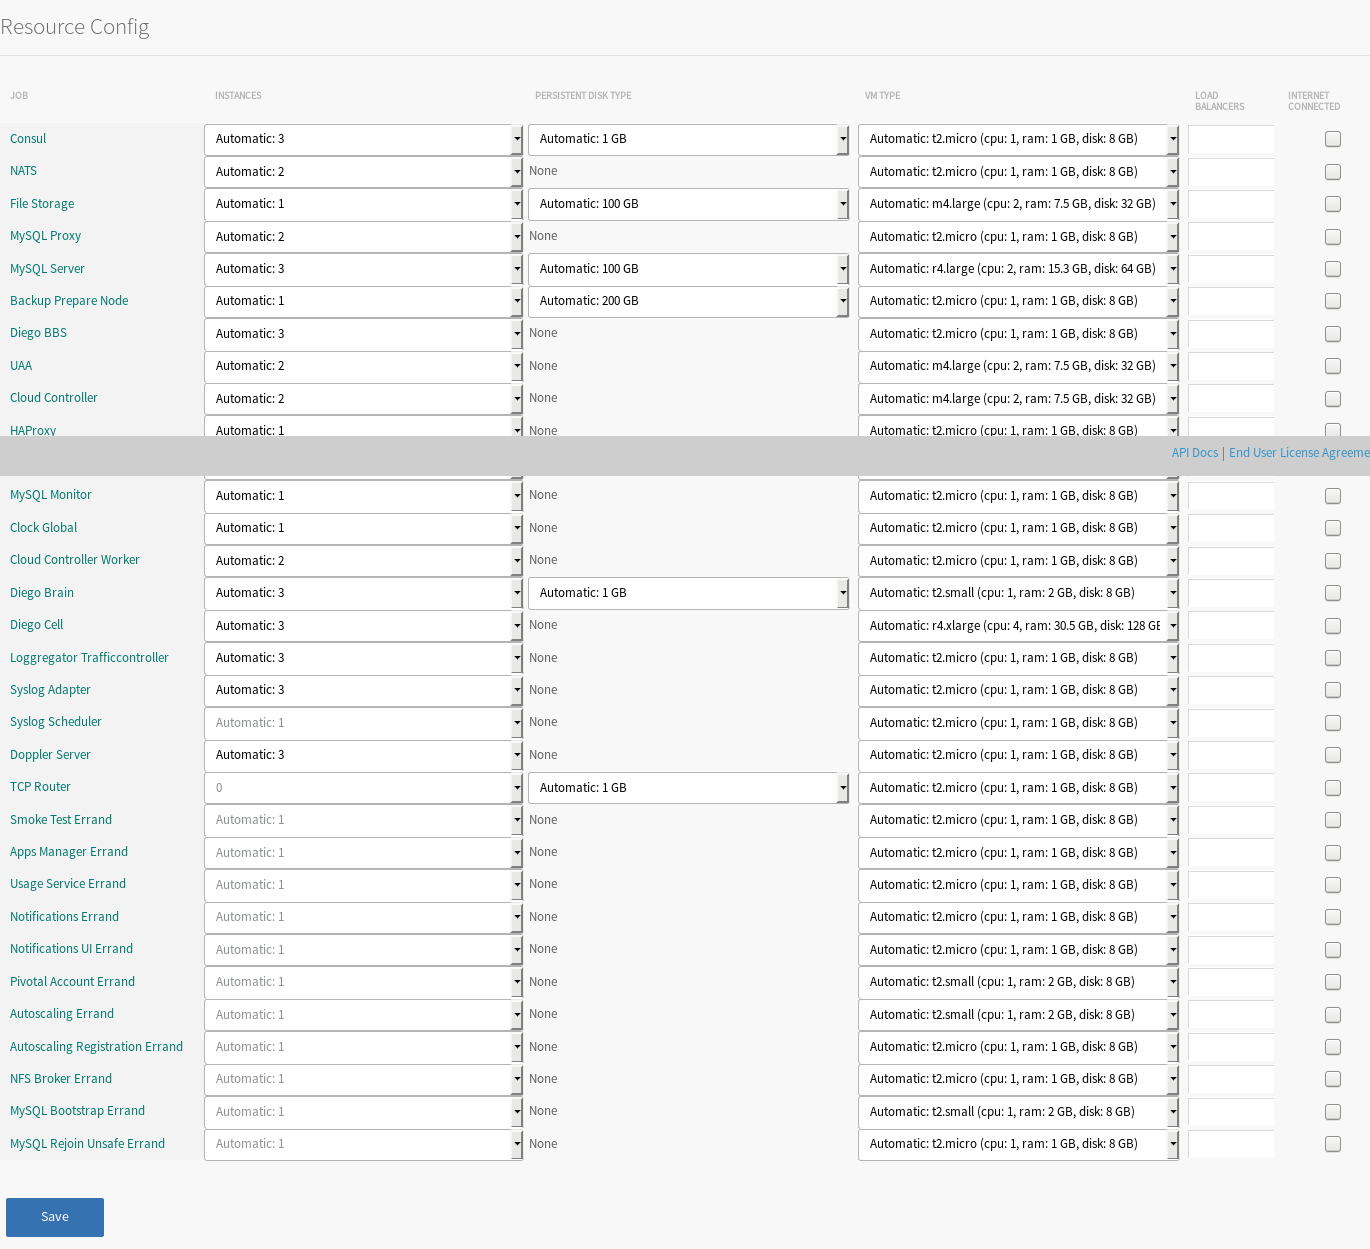 Resource Config
JOB INSTANCES PERSISTENT DISK TYPE VM TYPE LOAD BALANCERS INTERNET CONNECTED
Consul Automatic: 3 Automatic: 1 GB Automatic: t2.micro (cpu: 1, ram: 1 GB, disk: 8 GB)
NATS Automatic: 2 None Automatic: t2.micro (cpu: 1, ram: 1 GB, disk: 8 GB)
File Storage Automatic: 1 Automatic: 100 GB Automatic: m4.large (cpu: 2, ram: 7.5 GB, disk: 32 GB)
MySQL Proxy Automatic: 2 None Automatic: t2.micro (cpu: 1, ram: 1 GB, disk: 8 GB)
MySQL Server Automatic: 3 Automatic: 100 GB Automatic: r4.large (cpu: 2, ram: 15.3 GB, disk: 64 GB)
Backup Prepare Node Automatic: 1 Automatic: 200 GB Automatic: t2.micro (cpu: 1, ram: 1 GB, disk: 8 GB)
Diego BBS Automatic: 3 None Automatic: t2.micro (cpu: 1, ram: 1 GB, disk: 8 GB)
UAA Automatic: 2 None Automatic: m4.large (cpu: 2, ram: 7.5 GB, disk: 32 GB)
Cloud Controller Automatic: 2 None Automatic: m4.large (cpu: 2, ram: 7.5 GB, disk: 32 GB)
HAProxy Automatic: 1 None Automatic: t2.micro (cpu: 1, ram: 1 GB, disk: 8 GB)
API Docs | End User License Agreeme
MySQL Monitor Automatic: 1 None Automatic: t2.micro (cpu: 1, ram: 1 GB, disk: 8 GB)
Clock Global Automatic: 1 None Automatic: t2.micro (cpu: 1, ram: 1 GB, disk: 8 GB)
Cloud Controller Worker Automatic: 2 None Automatic: t2.micro (cpu: 1, ram: 1 GB, disk: 8 GB)
Diego Brain Automatic: 3 Automatic: 1 GB Automatic: t2.small (cpu: 1, ram: 2 GB, disk: 8 GB)
Diego Cell Automatic: 3 None Automatic: r4.xlarge (cpu: 4, ram: 30.5 GB, disk: 128 GB
Loggregator Trafficcontroller Automatic: 3 None Automatic: t2.micro (cpu: 1, ram: 1 GB, disk: 8 GB)
Syslog Adapter Automatic: 3 None Automatic: t2.micro (cpu: 1, ram: 1 GB, disk: 8 GB)
Syslog Scheduler Automatic: 1 None Automatic: t2.micro (cpu: 1, ram: 1 GB, disk: 8 GB)
Doppler Server Automatic: 3 None Automatic: t2.micro (cpu: 1, ram: 1 GB, disk: 8 GB)
TCP Router 0 Automatic: 1 GB Automatic: t2.micro (cpu: 1, ram: 1 GB, disk: 8 GB)
Smoke Test Errand Automatic: 1 None Automatic: t2.micro (cpu: 1, ram: 1 GB, disk: 8 GB)
Apps Manager Errand Automatic: 1 None Automatic: t2.micro (cpu: 1, ram: 1 GB, disk: 8 GB)
Usage Service Errand Automatic: 1 None Automatic: t2.micro (cpu: 1, ram: 1 GB, disk: 8 GB)
Notifications Errand Automatic: 1 None Automatic: t2.micro (cpu: 1, ram: 1 GB, disk: 8 GB)
Notifications UI Errand Automatic: 1 None Automatic: t2.micro (cpu: 1, ram: 1 GB, disk: 8 GB)
Pivotal Account Errand Automatic: 1 None Automatic: t2.small (cpu: 1, ram: 2 GB, disk: 8 GB)
Autoscaling Errand Automatic: 1 None Automatic: t2.small (cpu: 1, ram: 2 GB, disk: 8 GB)
Autoscaling Registration Errand Automatic: 1 None Automatic: t2.micro (cpu: 1, ram: 1 GB, disk: 8 GB)
NFS Broker Errand Automatic: 1 None Automatic: t2.micro (cpu: 1, ram: 1 GB, disk: 8 GB)
MySQL Bootstrap Errand Automatic: 1 None Automatic: t2.small (cpu: 1, ram: 2 GB, disk: 8 GB)
MySQL Rejoin Unsafe Errand Automatic: 1 None Automatic: t2.micro (cpu: 1, ram: 1 GB, disk: 8 GB)
Save